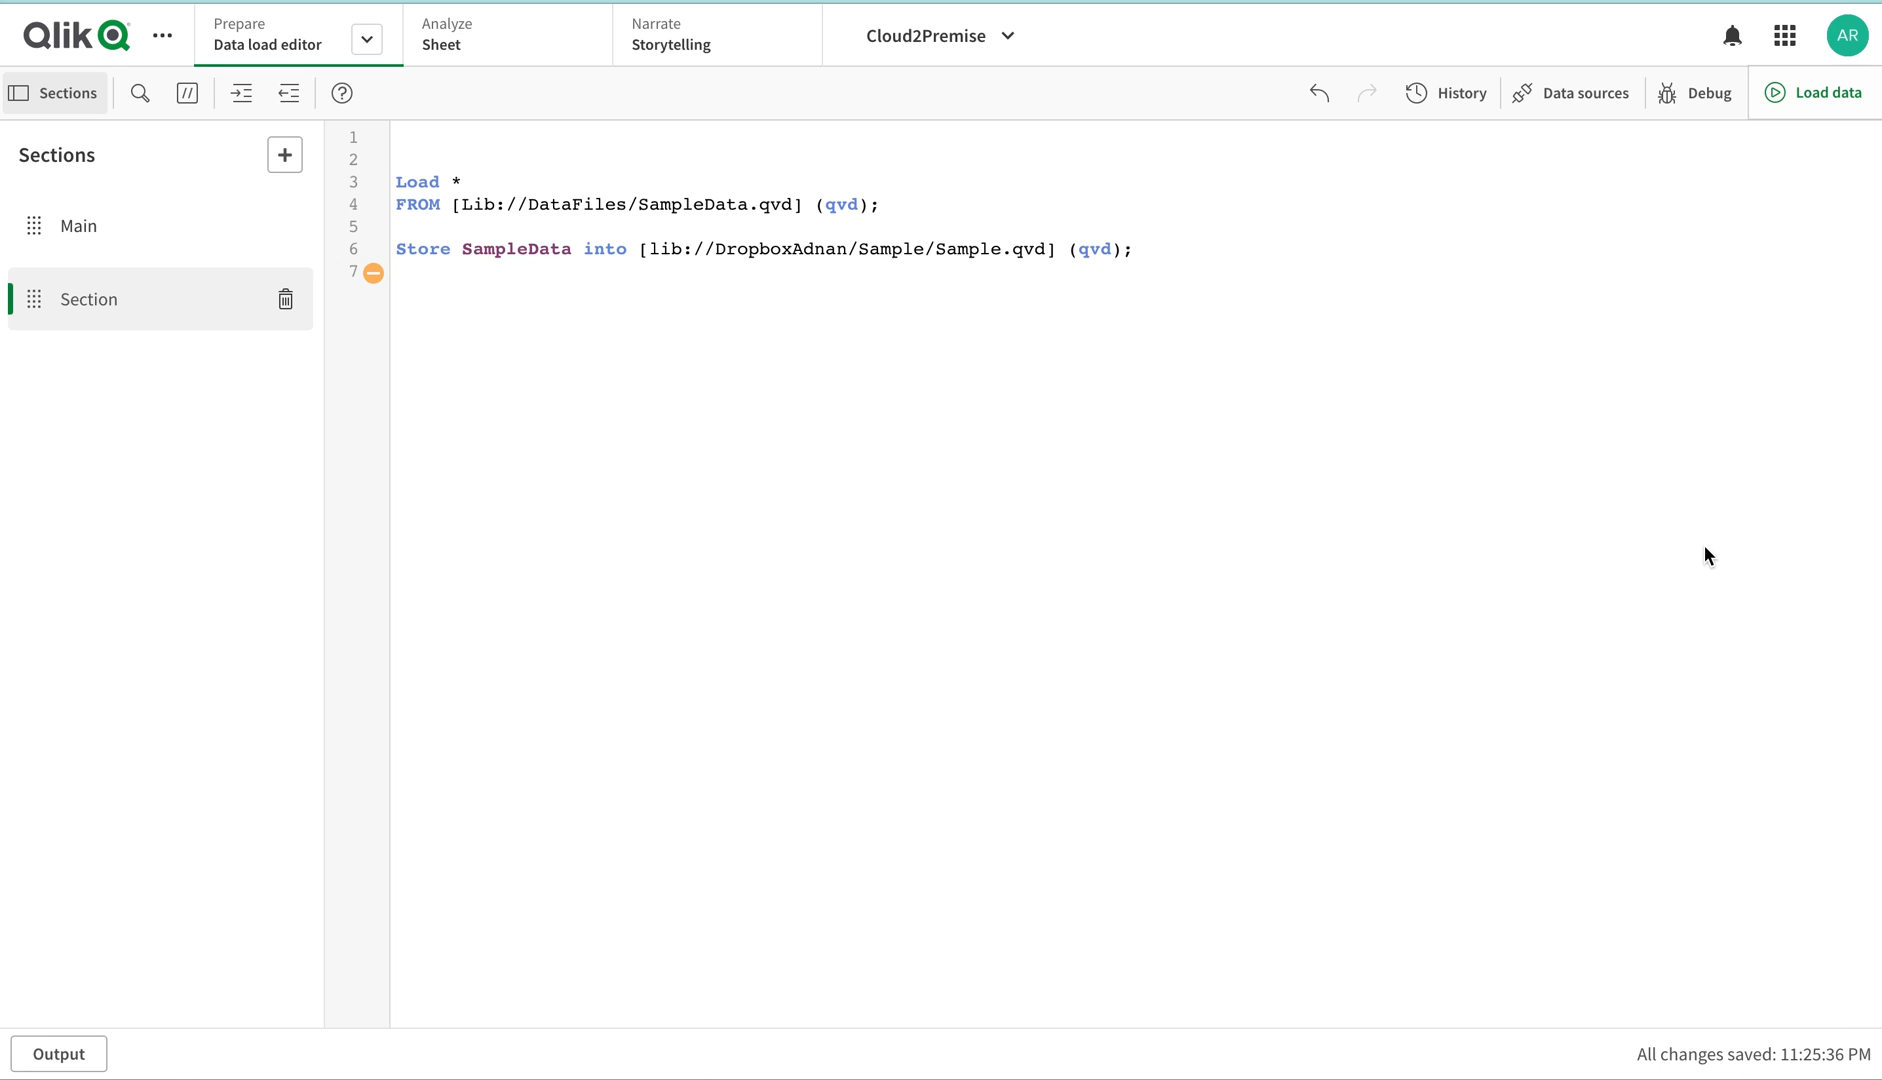 Qlik
Prepare
Data load editor
Analyze
Sheet
Narrate
Storytelling
Cloud2Premise
AR
Sections
//
?
History
Data sources
Debug
Load data
Sections
+
Main
Section
1
2
3 Load *
4 FROM [Lib://DataFiles/SampleData.qvd] (qvd);
5
6 Store SampleData into [lib://DropboxAdnan/Sample/Sample.qvd] (qvd);
7
Output
All changes saved: 11:25:36 PM